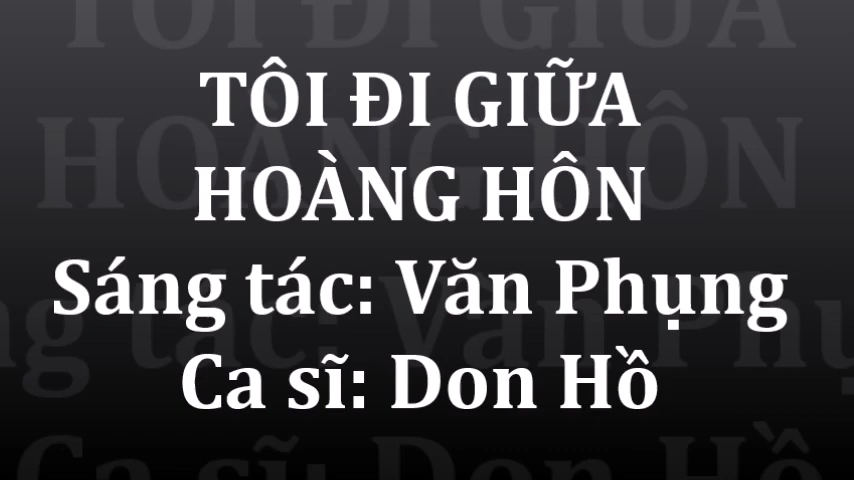 TÔI ĐI GIỮA
HOÀNG HÔN
Sáng tác: Văn Phụng
Ca sĩ: Don Hồ